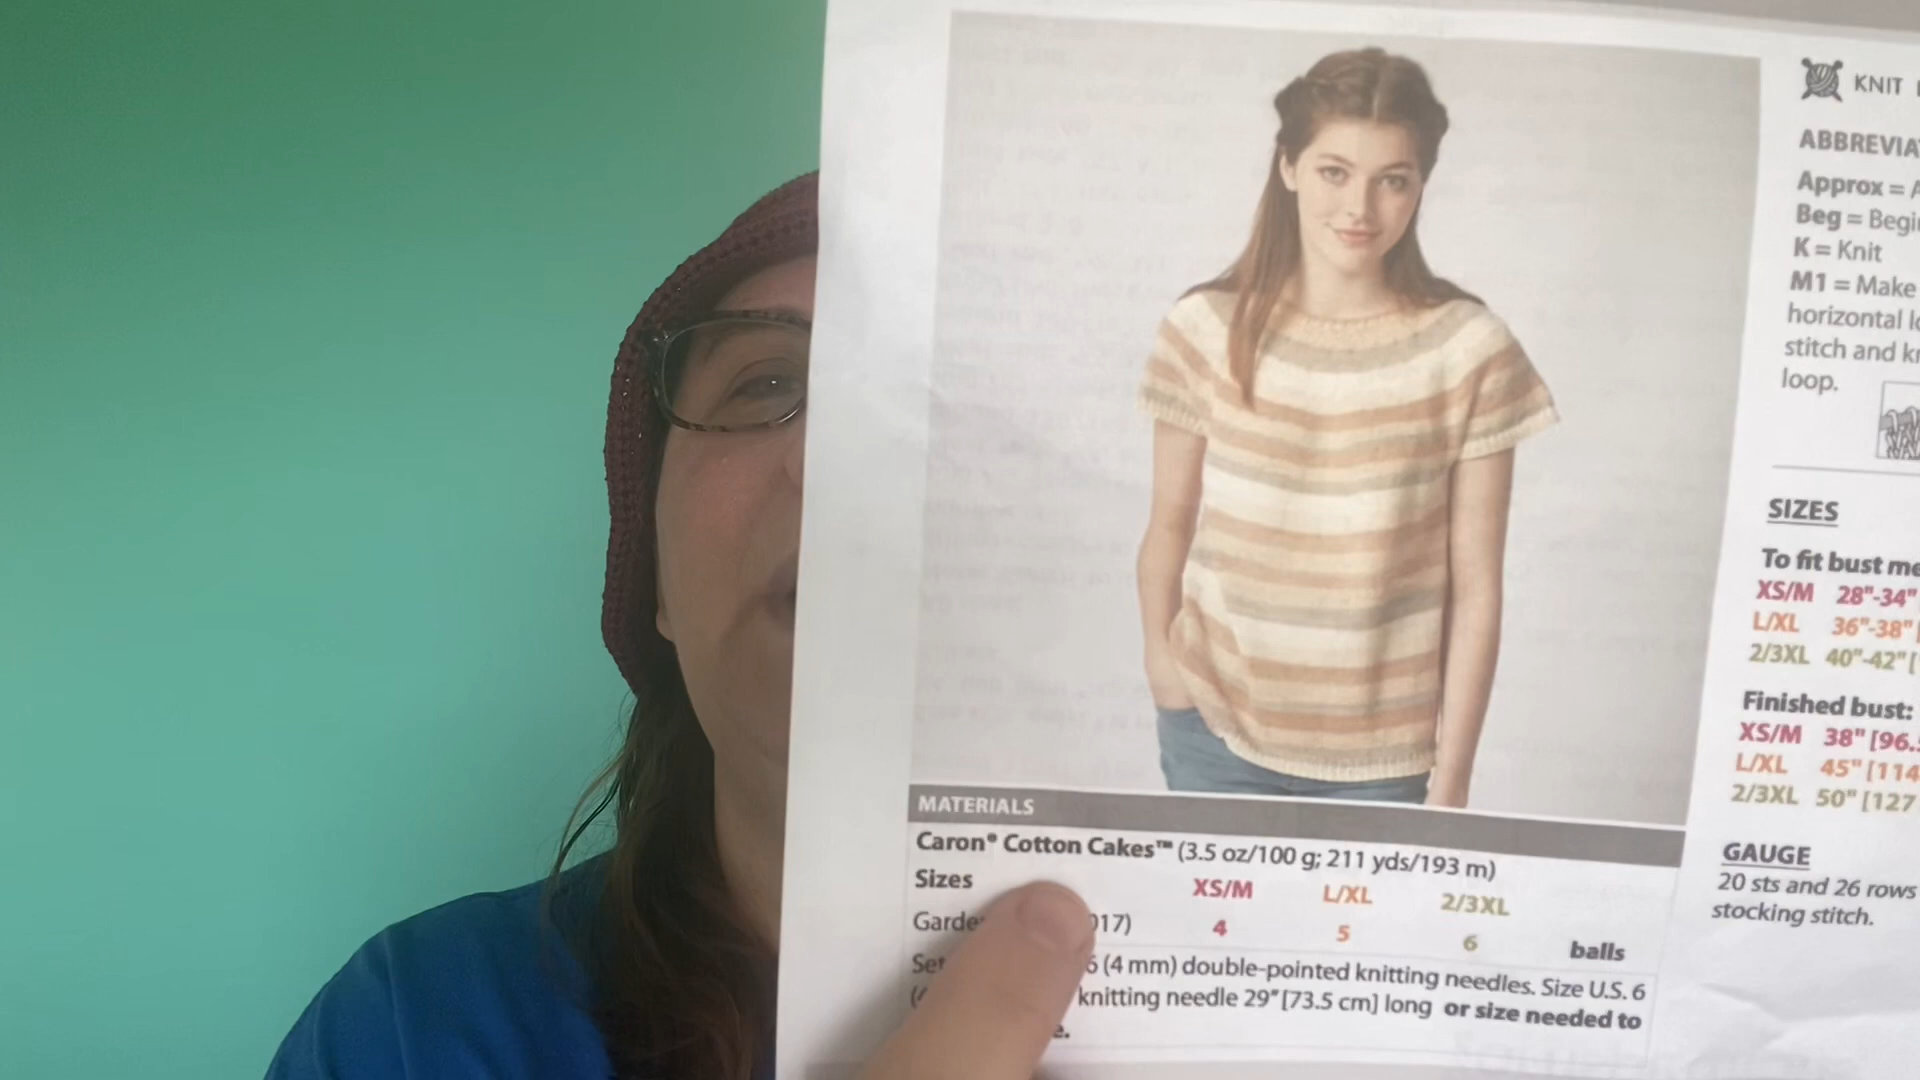 MATERIALS
Caron® Cotton Cakes™ (3.5 oz/100 g; 211 yds/193 m)
Sizes XS/M L/XL 2/3XL
Garde 017) 4 5 6 balls
Set 6 (4 mm) double-pointed knitting needles. Size U.S. 6
knitting needle 29" [73.5 cm] long or size needed to
KNIT
ABBREVIA
Approx =
Beg = Begi
K = Knit
M1 = Make
horizontal
stitch and
loop.
SIZES
To fit bust me
XS/M 28"-34"
L/XL 36"-38" [
2/3XL 40"-42" [
Finished bust:
XS/M 38" [96.
L/XL 45" [114
2/3XL 50" [127
GAUGE
20 sts and 26 rows
stocking stitch.